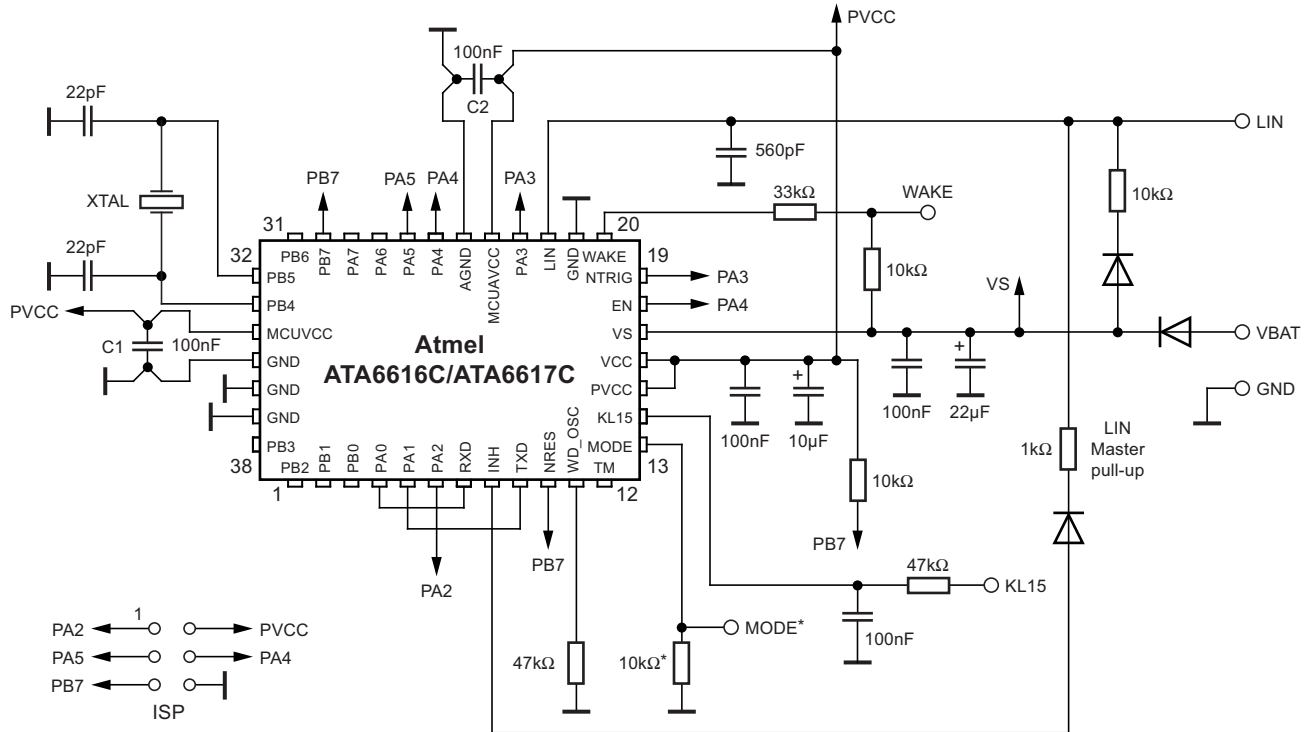 PVCC
100nF
C2
22pF
LIN
560pF
XTAL
PB7
PA5
PA4
PA3
33kΩ
WAKE
10kΩ
31
20
22pF
32
PB6
PB7
PA7
PA6
PA5
PA4
AGND
MCUAVCC
PA3
LIN
GND
WAKE
19
PB5
NTRIG
PA3
10kΩ
PB4
EN
PA4
VS
PVCC
MCUVCC
VS
VBAT
C1
100nF
Atmel
ATA6616C/ATA6617C
GND
VCC
+
+
GND
PVCC
GND
GND
KL15
100nF
22µF
100nF
10µF
LIN
Master
pull-up
1kΩ
PB3
MODE
38
PB2
PB1
PB0
PA0
PA1
PA2
RXD
INH
TXD
NRES
WD_OSC
TM
13
1
12
10kΩ
PB7
PB7
PA2
47kΩ
KL15
1
PA2
PVCC
MODE*
100nF
PA5
PA4
47kΩ
10kΩ*
PB7
ISP